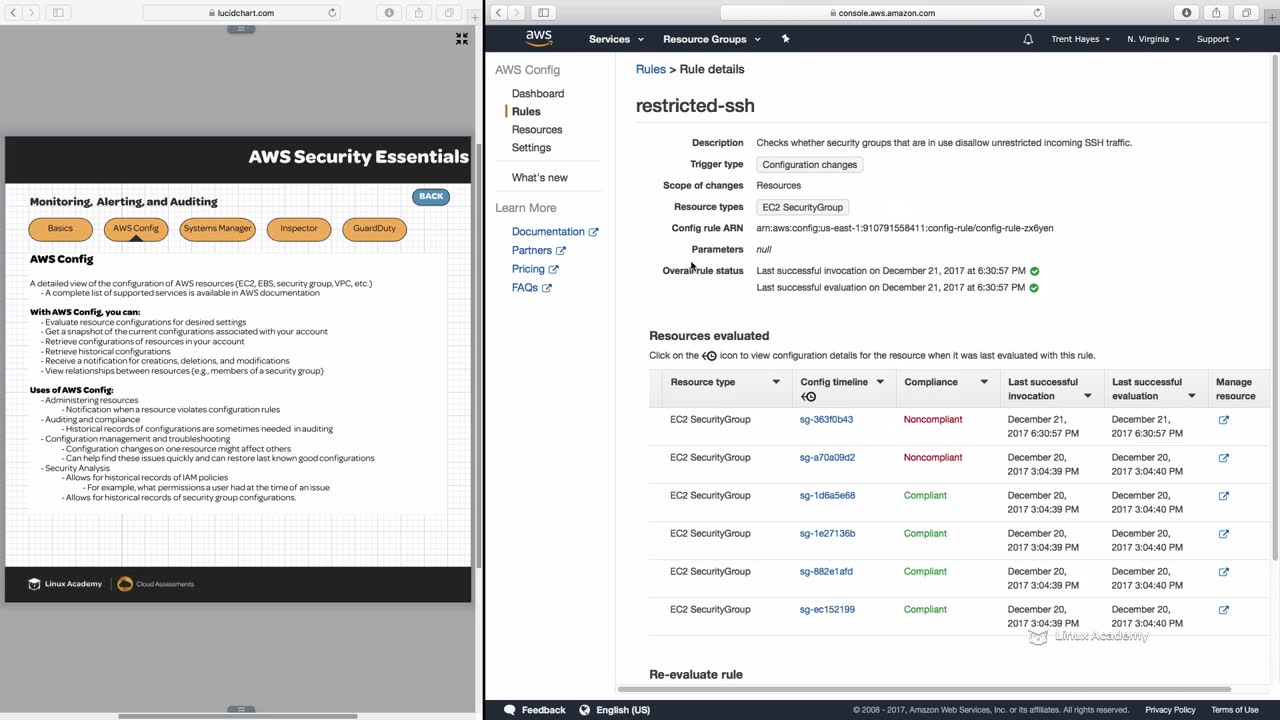 lucidchart.com
AWS Security Essentials
BACK
Monitoring, Alerting, and Auditing
Basics
AWS Config
Systems Manager
Inspector
GuardDuty
AWS Config
A detailed view of the configuration of AWS resources (EC2, EBS, security group, VPC, etc.)
- A complete list of supported services is available in AWS documentation
With AWS Config, you can:
- Evaluate resource configurations for desired settings
- Get a snapshot of the current configurations associated with your account
- Retrieve configurations of resources in your account
- Retrieve historical configurations
- Receive a notification for creations, deletions, and modifications
- View relationships between resources (e.g., members of a security group)
Uses of AWS Config:
- Administering resources
- Notification when a resource violates configuration rules
- Auditing and compliance
- Historical records of configurations are sometimes needed in auditing
- Configuration management and troubleshooting
- Configuration changes on one resource might affect others
- Can help find these issues quickly and can restore last known good configurations
- Security Analysis
- Allows for historical records of IAM policies
- For example, what permissions a user had at the time of an issue
- Allows for historical records of security group configurations.
Linux Academy
Cloud Assessments
console.aws.amazon.com
aws
Services
Resource Groups
Trent Hayes
N. Virginia
Support
AWS Config
Dashboard
Rules
Resources
Settings
What's new
Learn More
Documentation
Partners
Pricing
FAQs
Rules > Rule details
restricted-ssh
Description Checks whether security groups that are in use disallow unrestricted incoming SSH traffic.
Trigger type Configuration changes
Scope of changes Resources
Resource types EC2 SecurityGroup
Config rule ARN arn:aws:config:us-east-1:910791558411:config-rule/config-rule-zx6yen
Parameters null
Overall rule status Last successful invocation on December 21, 2017 at 6:30:57 PM
Last successful evaluation on December 21, 2017 at 6:30:57 PM
Resources evaluated
Click on the icon to view configuration details for the resource when it was last evaluated with this rule.
Resource type Config timeline Compliance Last successful invocation Last successful evaluation Manage resource
EC2 SecurityGroup sg-363f0b43 Noncompliant December 21, 2017 6:30:57 PM December 21, 2017 6:30:57 PM
EC2 SecurityGroup sg-a70a09d2 Noncompliant December 20, 2017 3:04:39 PM December 20, 2017 3:04:40 PM
EC2 SecurityGroup sg-1d6a5e68 Compliant December 20, 2017 3:04:39 PM December 20, 2017 3:04:40 PM
EC2 SecurityGroup sg-1e27136b Compliant December 20, 2017 3:04:39 PM December 20, 2017 3:04:40 PM
EC2 SecurityGroup sg-882e1afd Compliant December 20, 2017 3:04:39 PM December 20, 2017 3:04:40 PM
EC2 SecurityGroup sg-ec152199 Compliant December 20, 2017 3:04:39 PM December 20, 2017 3:04:40 PM
Linux Academy
Re-evaluate rule
Feedback
English (US)
© 2008 - 2017, Amazon Web Services, Inc. or its affiliates. All rights reserved.
Privacy Policy
Terms of Use